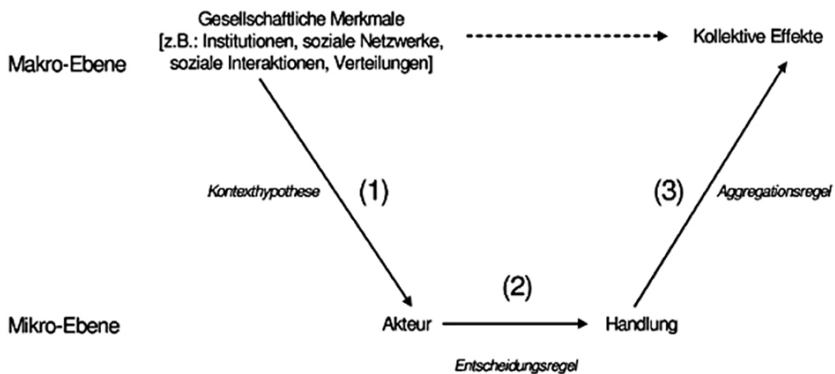 Gesellschaftliche Merkmale
[z.B.: Institutionen, soziale Netzwerke,
soziale Interaktionen, Verteilungen]
Kollektive Effekte
Makro-Ebene
Kontexthypothese
(1)
(3)
Aggregationsregel
(2)
Mikro-Ebene
Akteur
Handlung
Entscheidungsregel